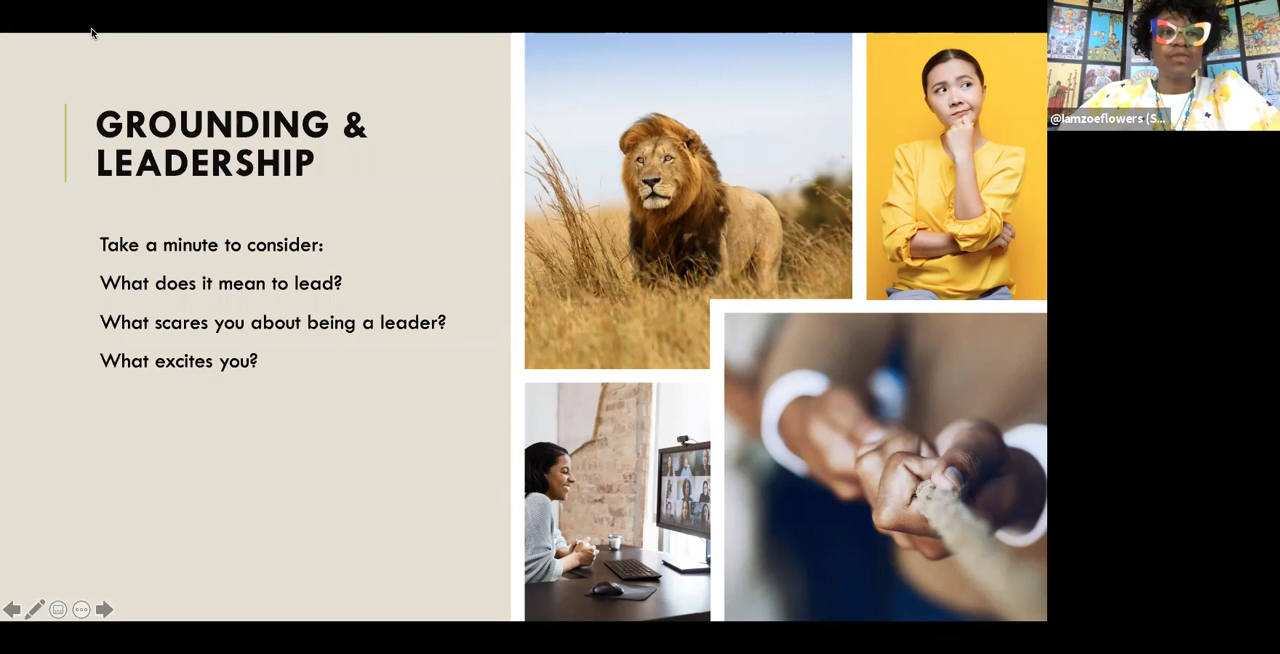 GROUNDING &
LEADERSHIP
Take a minute to consider:
What does it mean to lead?
What scares you about being a leader?
What excites you?
@Iamzoeflowers (S...